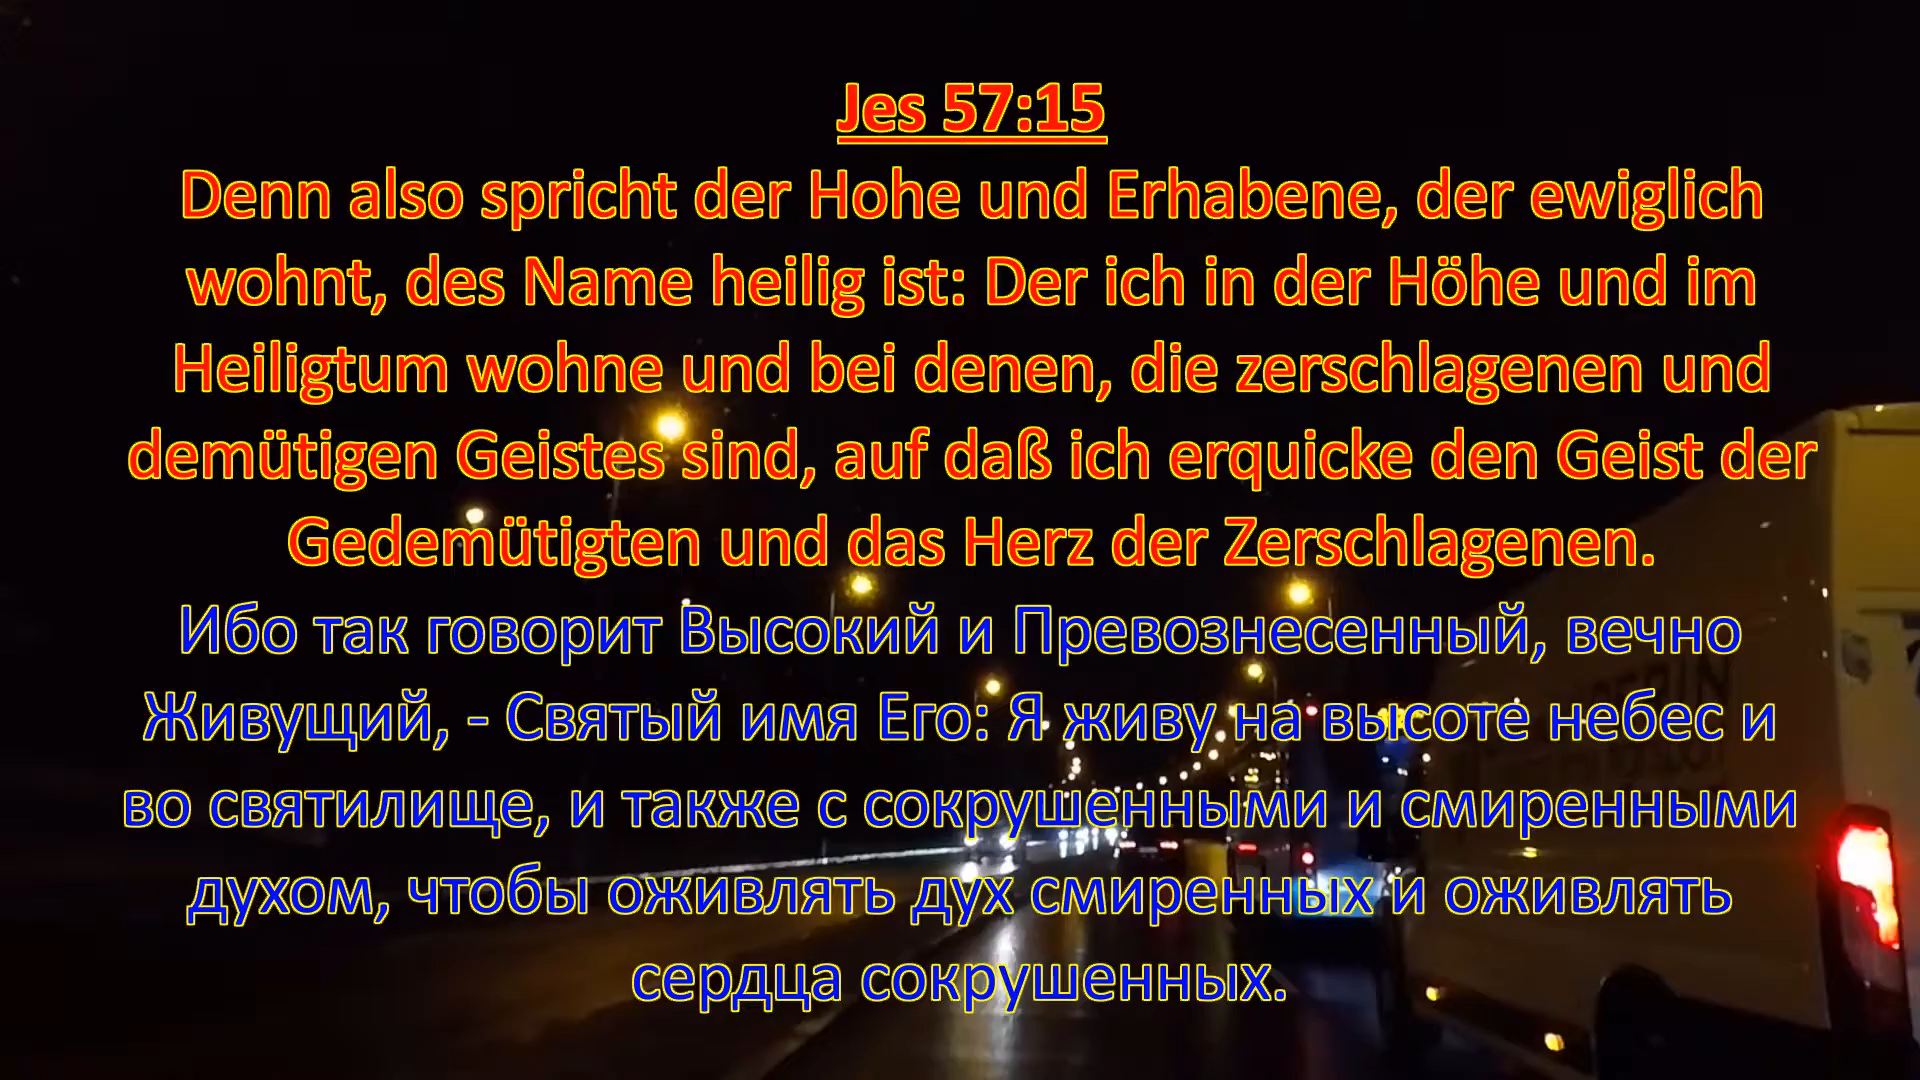 Jes 57:15
Denn also spricht der Hohe und Erhabene, der ewiglich
wohnt, des Name heilig ist: Der ich in der Höhe und im
Heiligtum wohne und bei denen, die zerschlagenen und
demütigen Geistes sind, auf daß ich erquicke den Geist der
Gedemütigten und das Herz der Zerschlagenen.
Ибо так говорит Высокий и Превознесенный, вечно
Живущий, - Святый имя Его: Я живу на высоте небес и
во святилище, и также с сокрушенными и смиренными
духом, чтобы оживлять дух смиренных и оживлять
сердца сокрушенных.